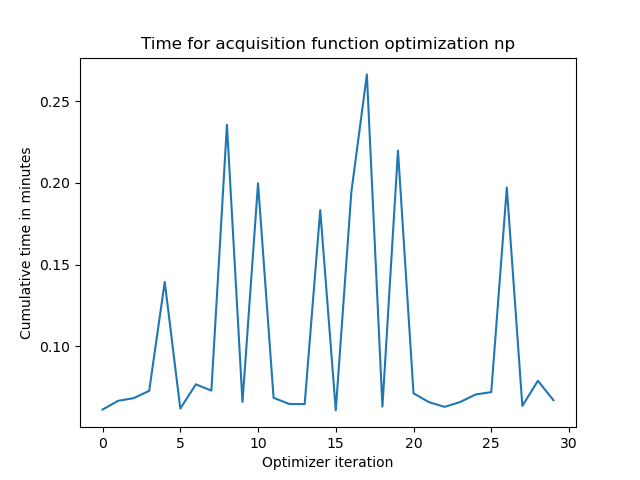 Time for acquisition function optimization np
Cumulative time in minutes
0.25
0.20
0.15
0.10
0 5 10 15 20 25 30
Optimizer iteration